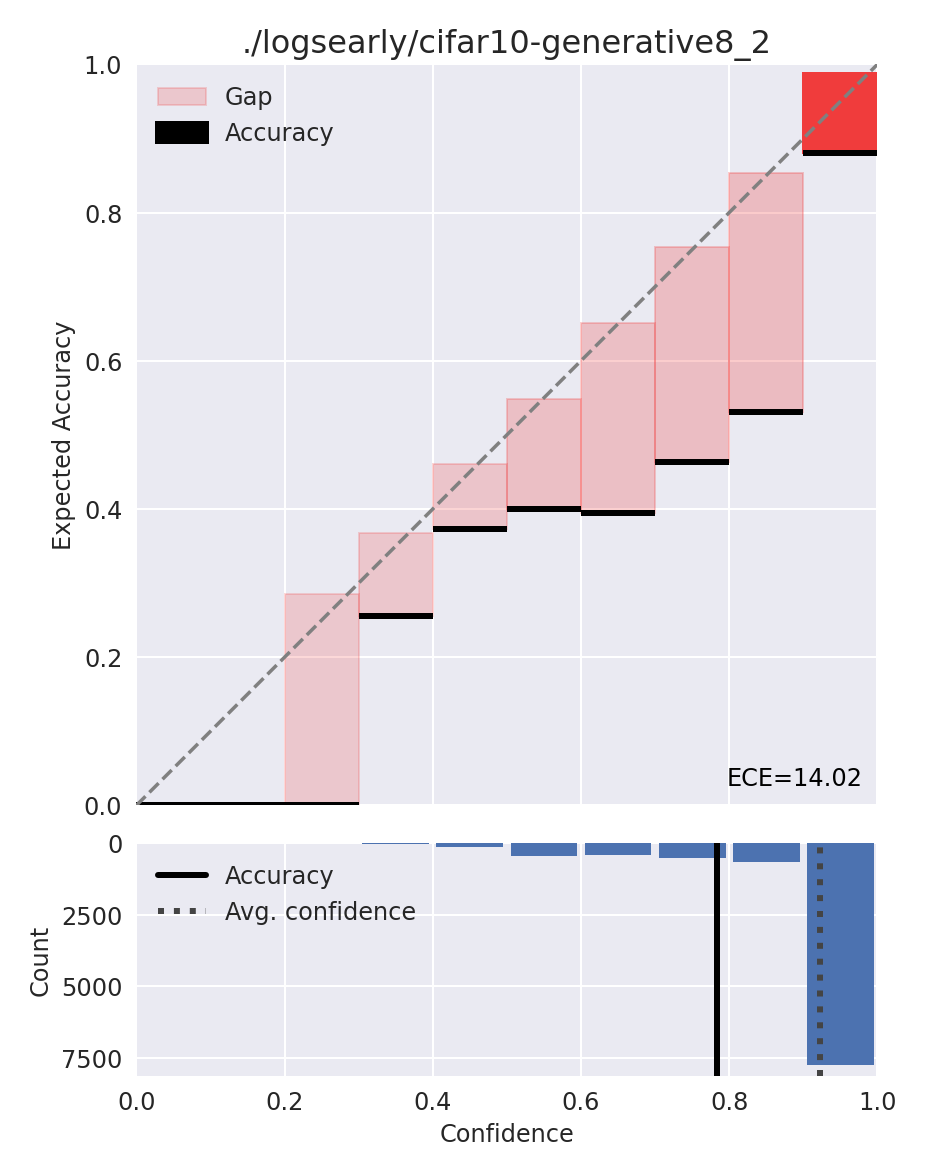 ./logsearly/cifar10-generative8_2
1.0
Gap
Accuracy
0.8
0.6
Expected Accuracy
0.4
0.2
ECE=14.02
0.0
0
Accuracy
Avg. confidence
2500
Count
5000
7500
0.0 0.2 0.4 0.6 0.8 1.0
Confidence